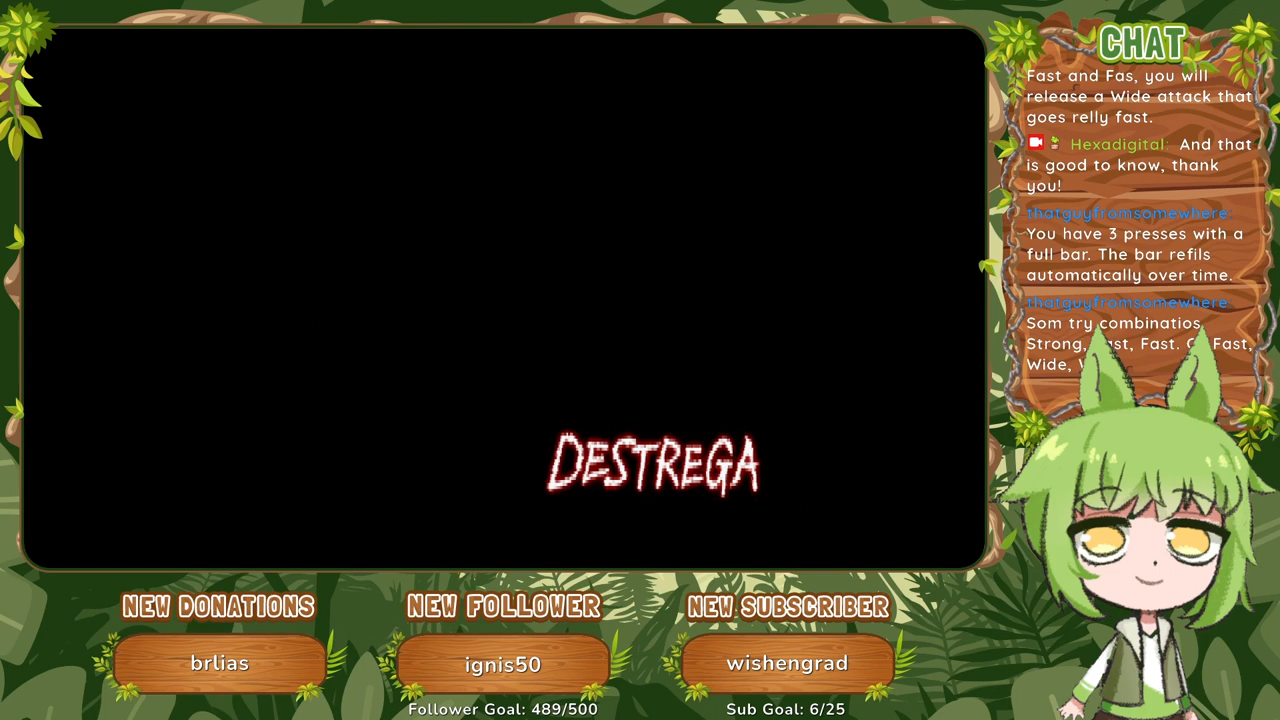 CHAT
Fast and Fas, you will
release a Wide attack that
goes relly fast.
Hexadigital: And that
is good to know, thank
you!
thatguyfromsomewhere:
You have 3 presses with a
full bar. The bar refils
automatically over time.
thatguyfromsomewhere:
Som try combinatios
Strong, Fast, Fast. Or Fast,
Wide,
DESTREGA
NEW DONATIONS
NEW FOLLOWER
NEW SUBSCRIBER
brlias
ignis50
wishengrad
Follower Goal: 489/500
Sub Goal: 6/25